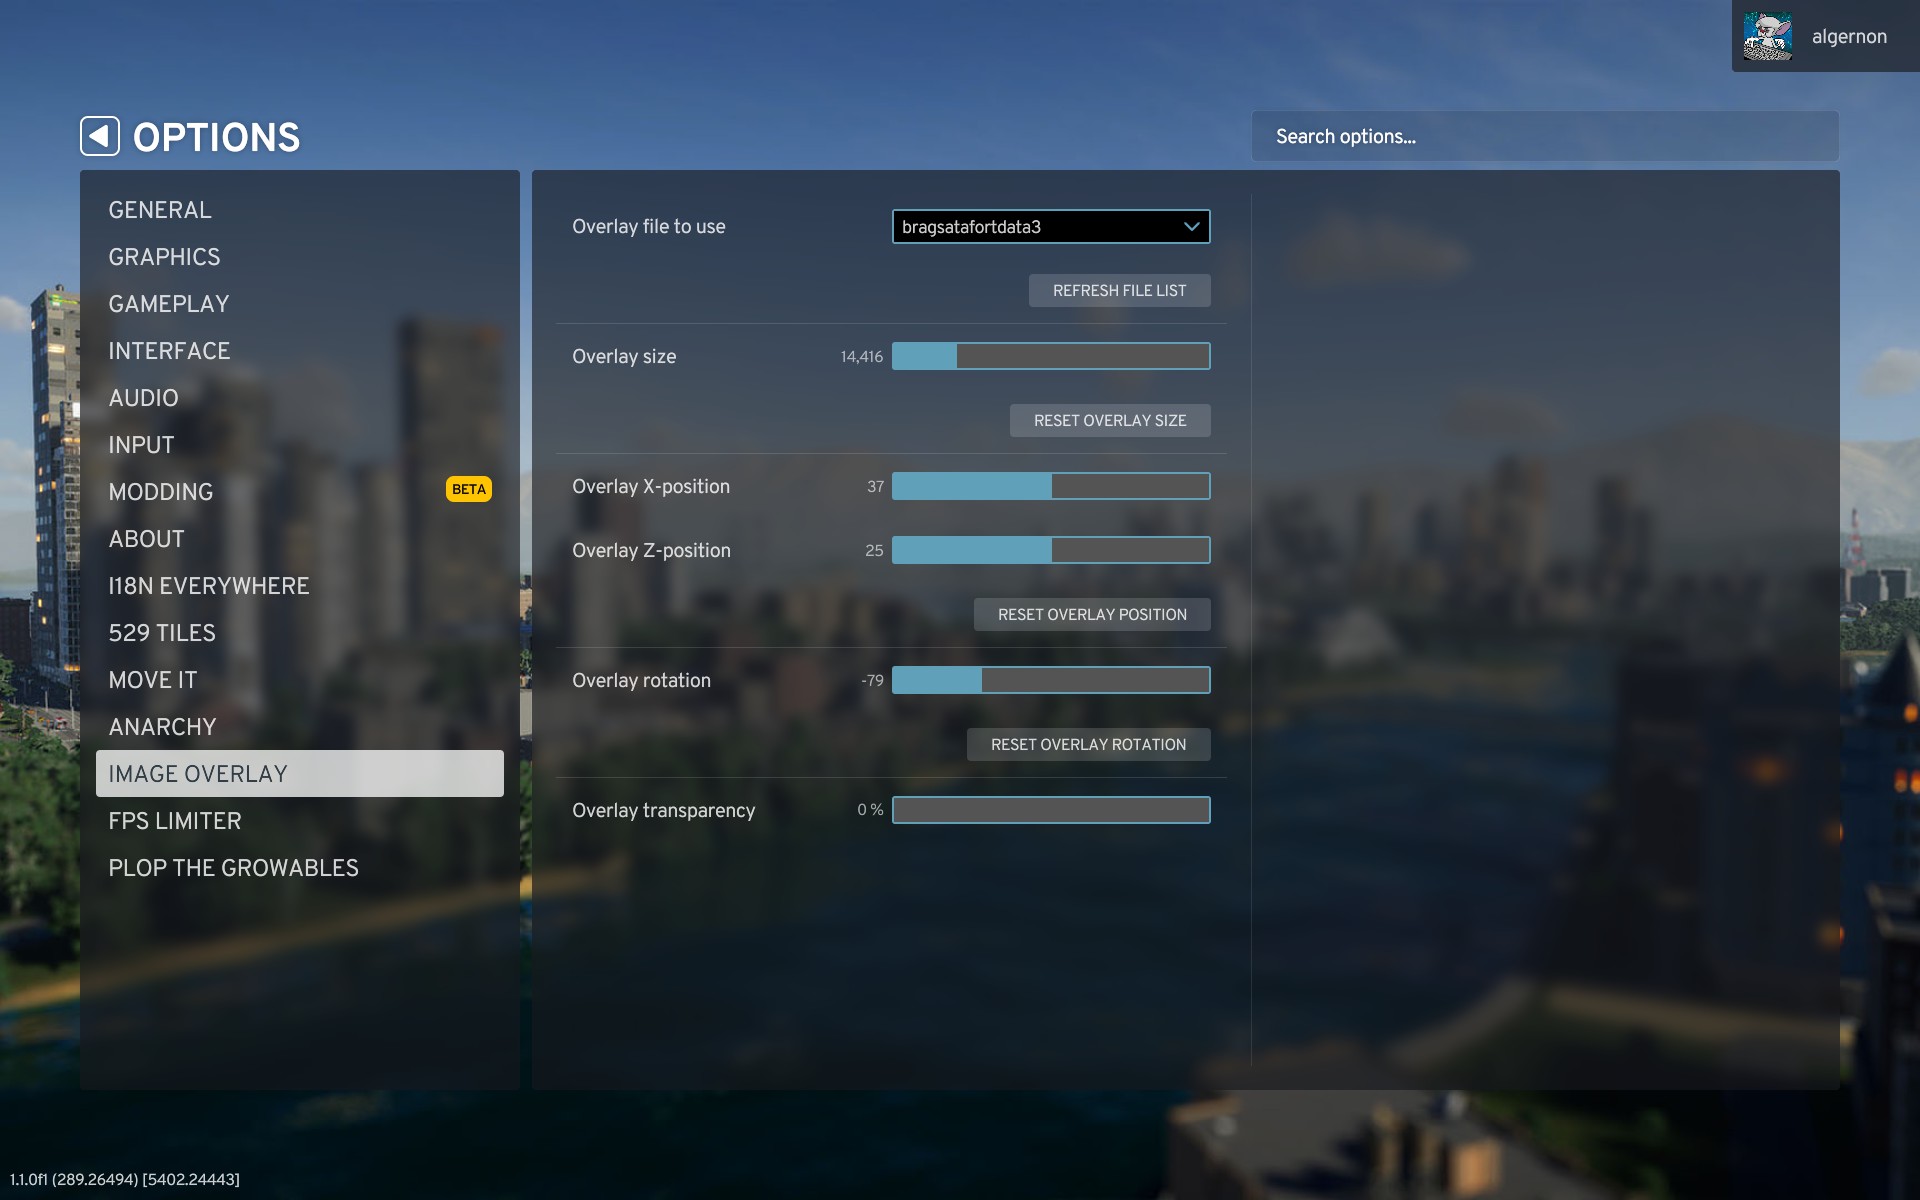 algernon
OPTIONS
Search options...
GENERAL
GRAPHICS
GAMEPLAY
INTERFACE
AUDIO
INPUT
MODDING BETA
ABOUT
I18N EVERYWHERE
529 TILES
MOVE IT
ANARCHY
IMAGE OVERLAY
FPS LIMITER
PLOP THE GROWABLES
Overlay file to use bragsatafortdata3
REFRESH FILE LIST
Overlay size 14,416
RESET OVERLAY SIZE
Overlay X-position 37
Overlay Z-position 25
RESET OVERLAY POSITION
Overlay rotation -79
RESET OVERLAY ROTATION
Overlay transparency 0 %
1.1.0f1 (289.26494) [5402.24443]